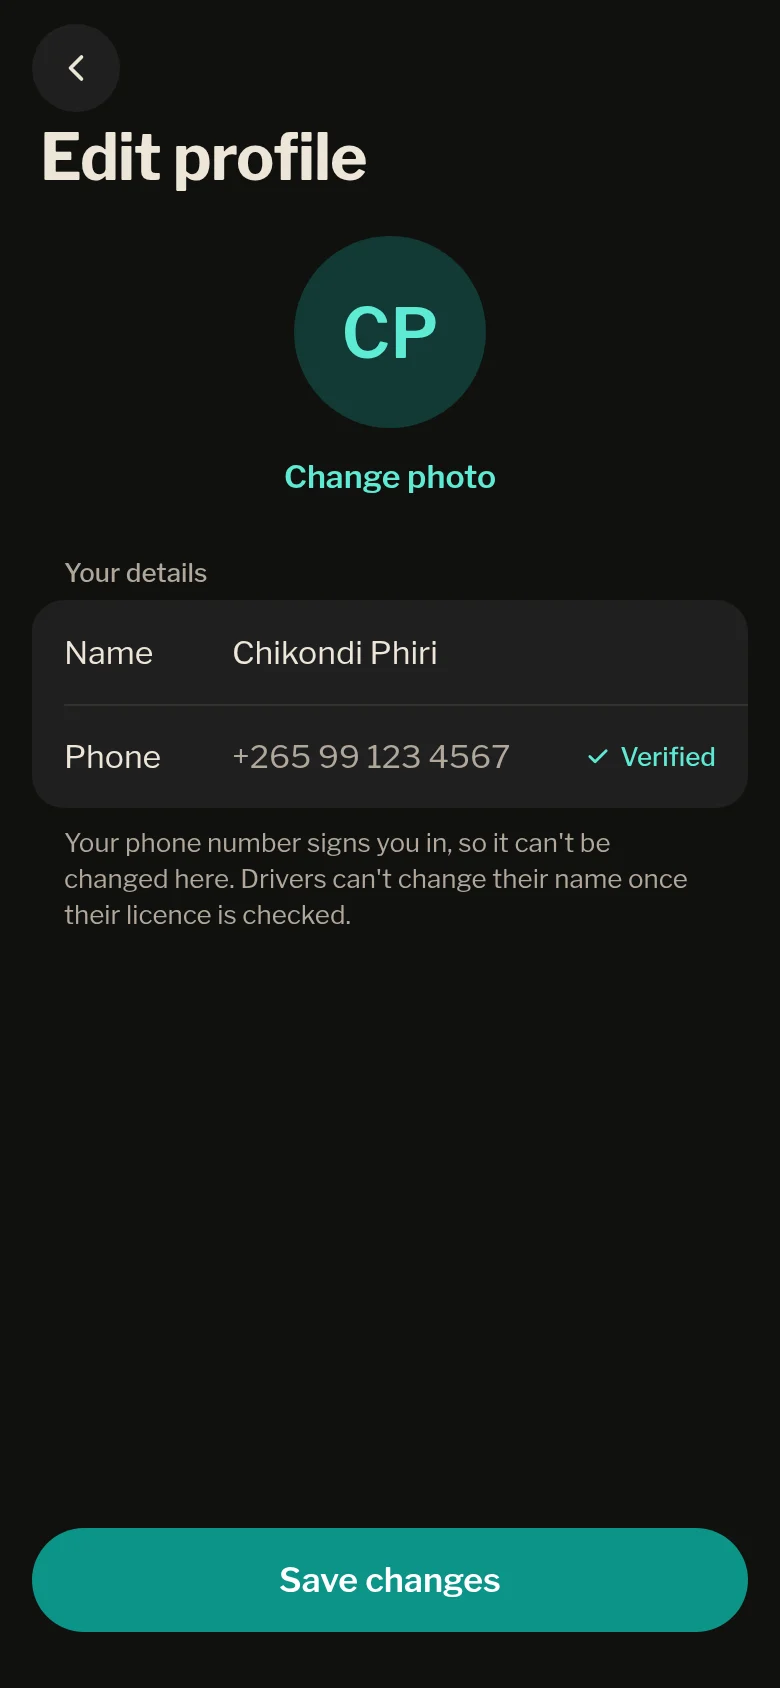 Edit profile
CP
Change photo
Your details
Name Chikondi Phiri
Phone +265 99 123 4567 Verified
Your phone number signs you in, so it can't be
changed here. Drivers can't change their name once
their licence is checked.
Save changes